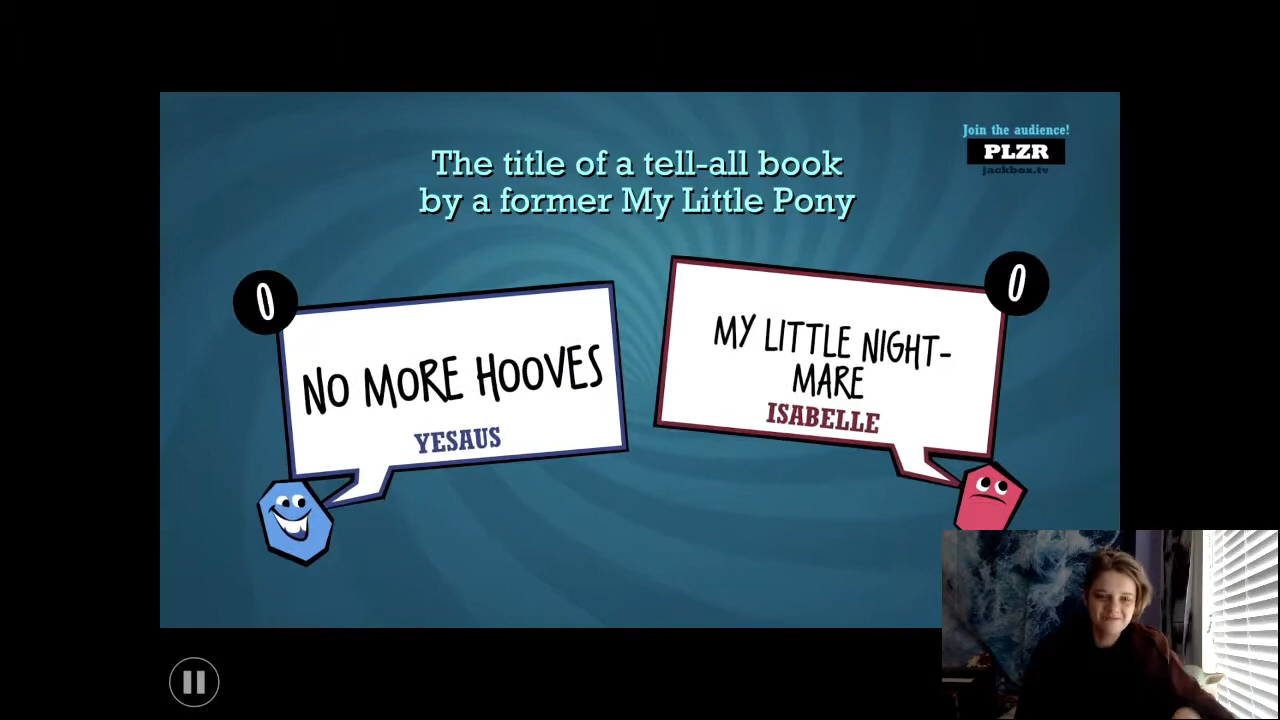 Join the audience!
PLZR
jackbox.tv
The title of a tell-all book
by a former My Little Pony
0
NO MORE HOOVES
YESAUS
0
MY LITTLE NIGHT-
MARE
ISABELLE